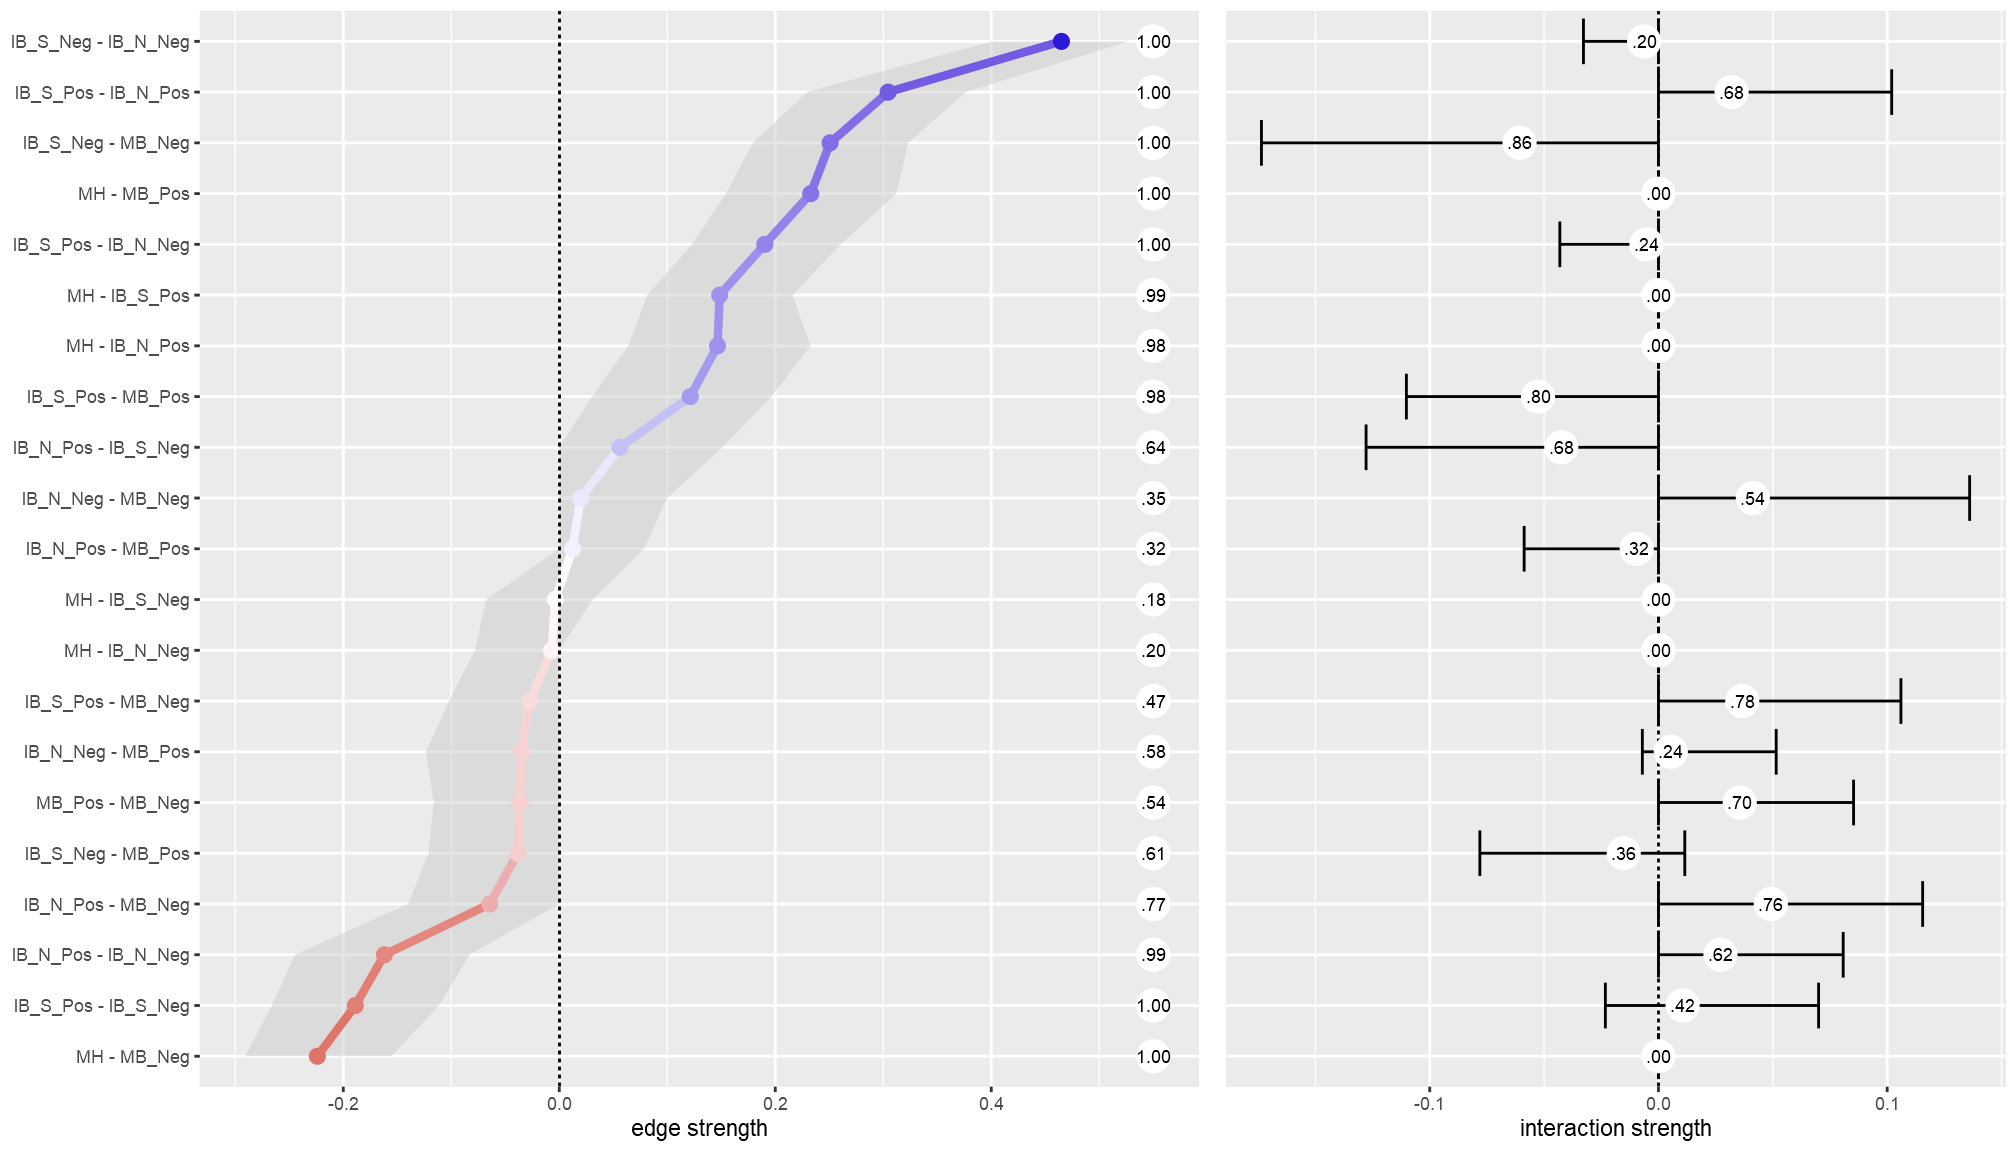 IB_S_Neg - IB_N_Neg 1.00 .20
IB_S_Pos - IB_N_Pos 1.00 .68
IB_S_Neg - MB_Neg 1.00 .86
MH - MB_Pos 1.00 .00
IB_S_Pos - IB_N_Neg 1.00 .24
MH - IB_S_Pos .99 .00
MH - IB_N_Pos .98 .00
IB_S_Pos - MB_Pos .98 .80
IB_N_Pos - IB_S_Neg .64 .68
IB_N_Neg - MB_Neg .35 .54
IB_N_Pos - MB_Pos .32 .32
MH - IB_S_Neg .18 .00
MH - IB_N_Neg .20 .00
IB_S_Pos - MB_Neg .47 .78
IB_N_Neg - MB_Pos .58 .24
MB_Pos - MB_Neg .54 .70
IB_S_Neg - MB_Pos .61 .36
IB_N_Pos - MB_Neg .77 .76
IB_N_Pos - IB_N_Neg .99 .62
IB_S_Pos - IB_S_Neg 1.00 .42
MH - MB_Neg 1.00 .00
-0.2 0.0 0.2 0.4 -0.1 0.0 0.1
edge strength interaction strength